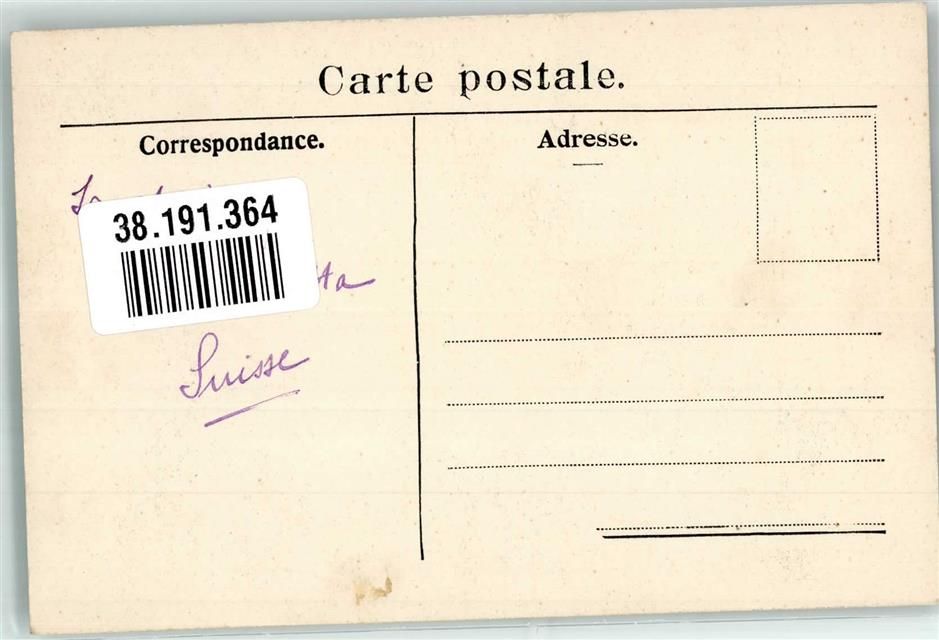 Carte postale.
Correspondance.
Adresse.
38.191.364
Suisse